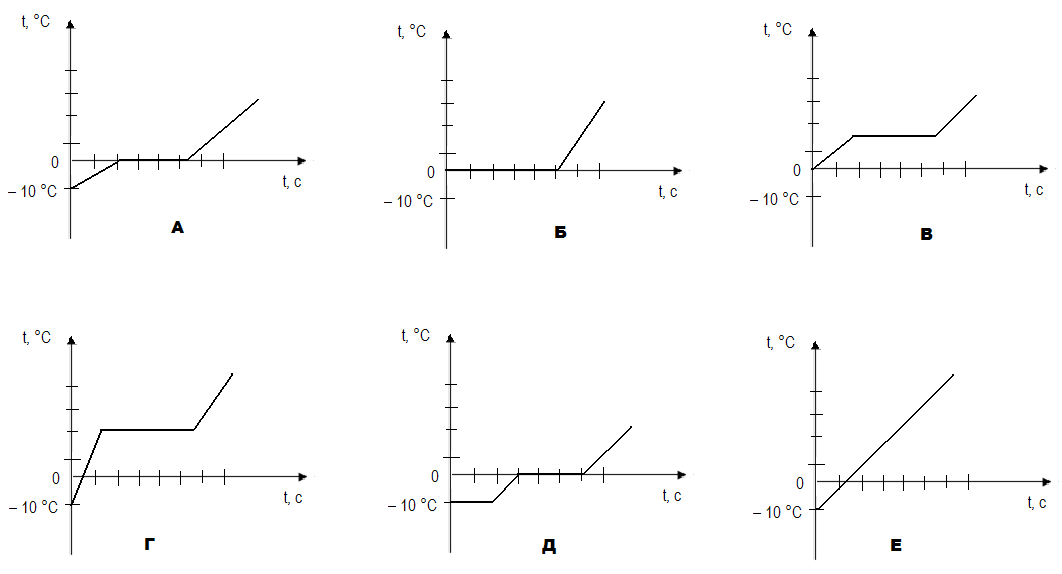 t, °C
0
– 10 °C
t, с
А
t, °C
0
– 10 °C
t, с
Б
t, °C
0
– 10 °C
t, с
В
t, °C
0
– 10 °C
t, с
Г
t, °C
0
– 10 °C
t, с
Д
t, °C
0
– 10 °C
t, с
Е